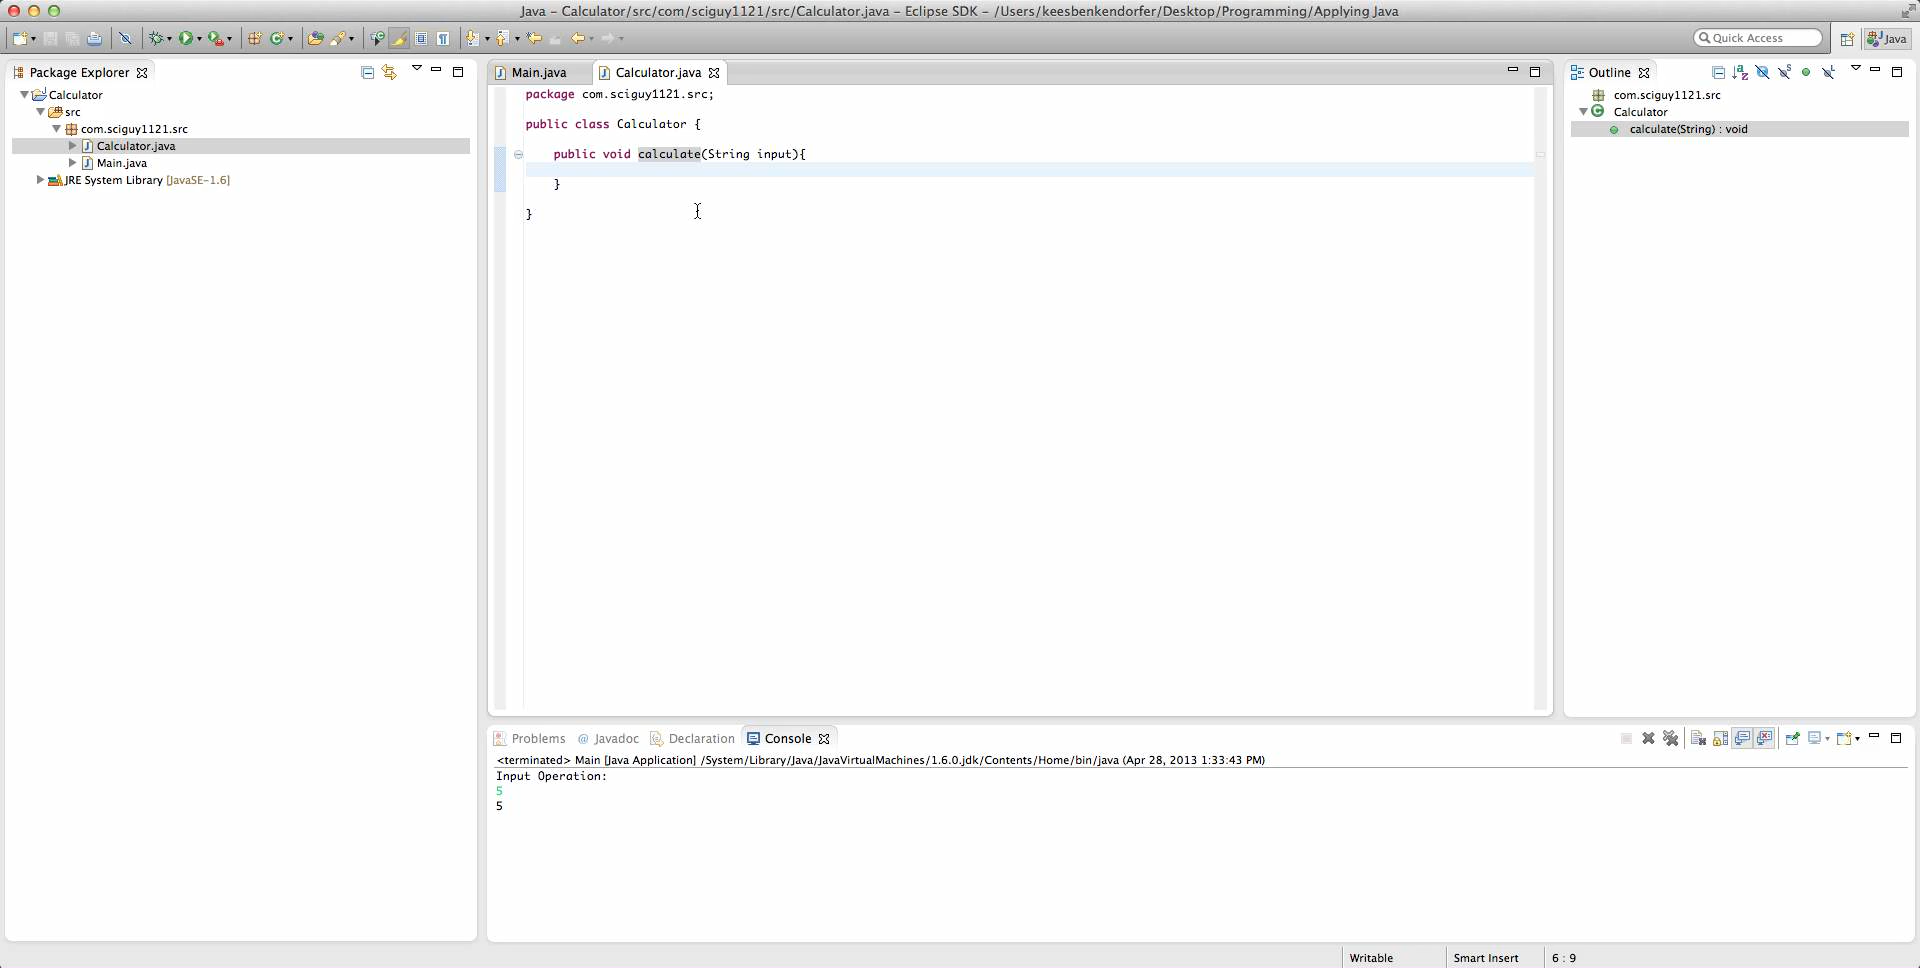 Java – Calculator/src/com/sciguy1121/src/Calculator.java – Eclipse SDK – /Users/keesbenkendorfer/Desktop/Programming/Applying Java
Quick Access
Java
Package Explorer
Calculator
src
com.sciguy1121.src
Calculator.java
Main.java
JRE System Library [JavaSE-1.6]
Main.java
Calculator.java
package com.sciguy1121.src;
public class Calculator {
public void calculate(String input){
}
}
Outline
com.sciguy1121.src
Calculator
calculate(String) : void
Problems
@ Javadoc
Declaration
Console
<terminated> Main [Java Application] /System/Library/Java/JavaVirtualMachines/1.6.0.jdk/Contents/Home/bin/java (Apr 28, 2013 1:33:43 PM)
Input Operation:
5
5
Writable
Smart Insert
6 : 9